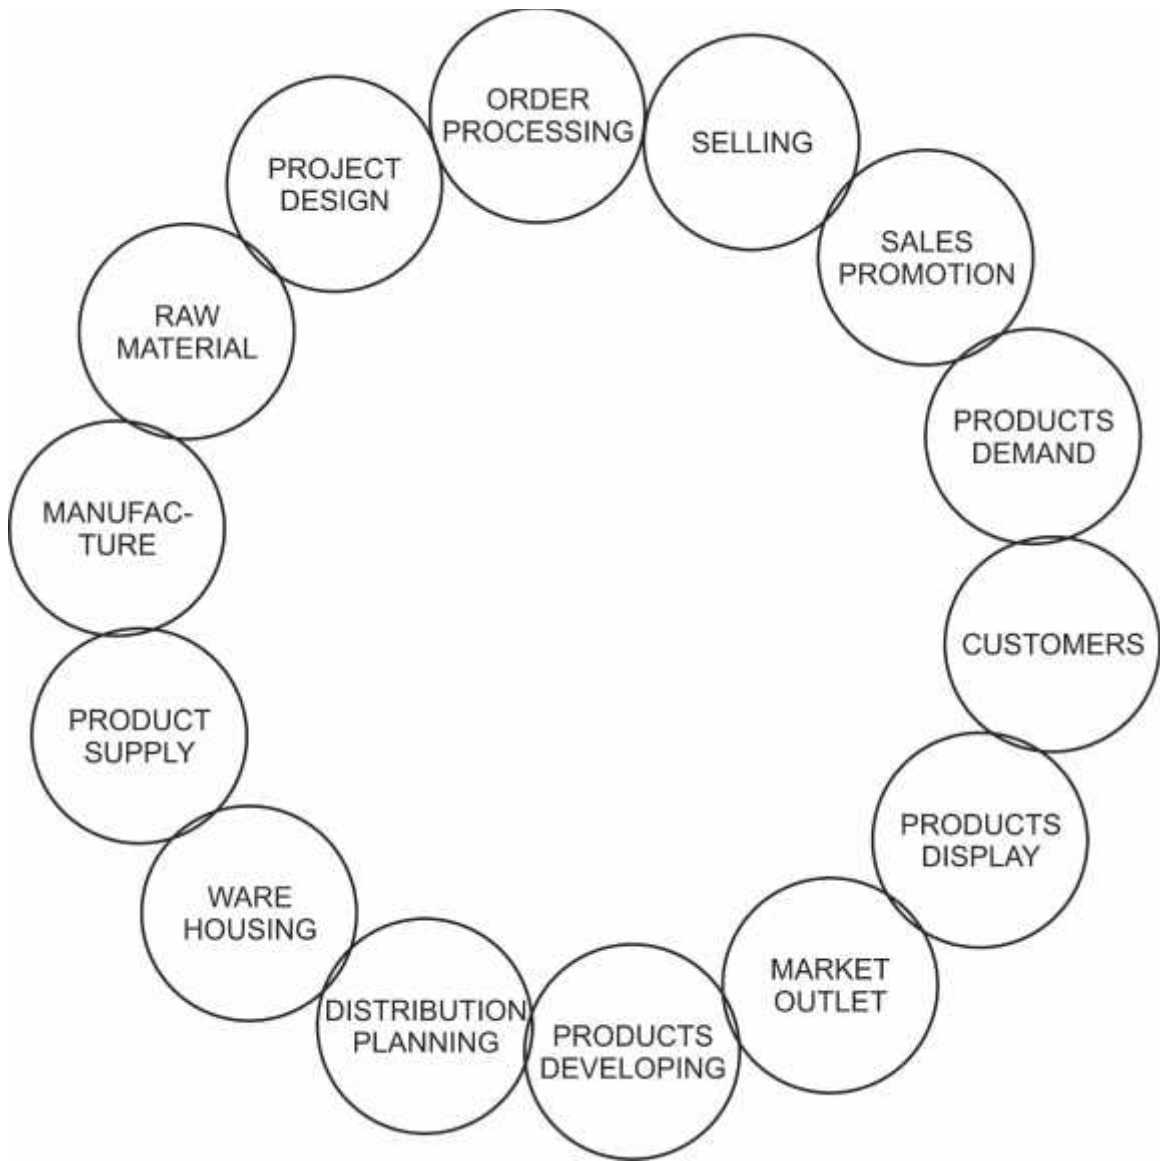 ORDER
PROCESSING
SELLING
SALES
PROMOTION
PRODUCTS
DEMAND
CUSTOMERS
PRODUCTS
DISPLAY
MARKET
OUTLET
PRODUCTS
DEVELOPING
DISTRIBUTION
PLANNING
WARE
HOUSING
PRODUCT
SUPPLY
MANUFAC-
TURE
RAW
MATERIAL
PROJECT
DESIGN